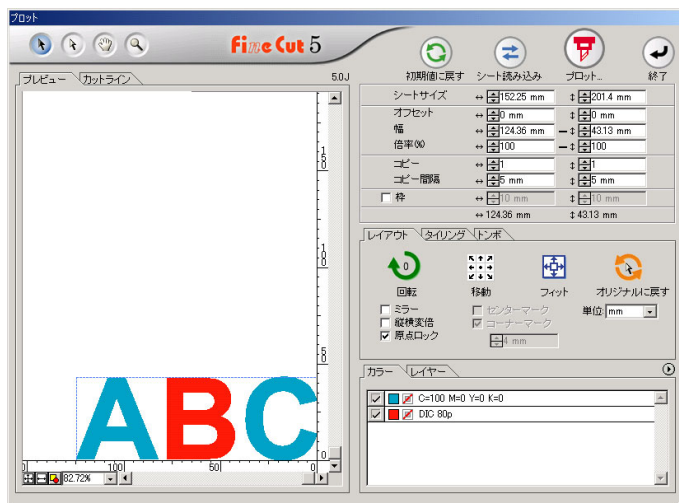 プロット
FineCut 5
初期値に戻す シート読み込み プロット... 終了
プレビュー カットライン 5.0J
シートサイズ 152.25 mm 201.4 mm
オフセット 0 mm 0 mm
幅 124.36 mm 43.13 mm
倍率(%) 100 100
コピー 1 1
コピー間隔 5 mm 5 mm
枠 10 mm 10 mm
124.36 mm 43.13 mm
150
100
50
0
ABC
100 50 0
82.72%
レイアウト タイリング トンボ
0
回転 移動 フィット オリジナルに戻す
ミラー センターマーク 単位: mm
縦横変倍 コーナーマーク
原点ロック 4 mm
カラー レイヤー
C=100 M=0 Y=0 K=0
DIC 80p